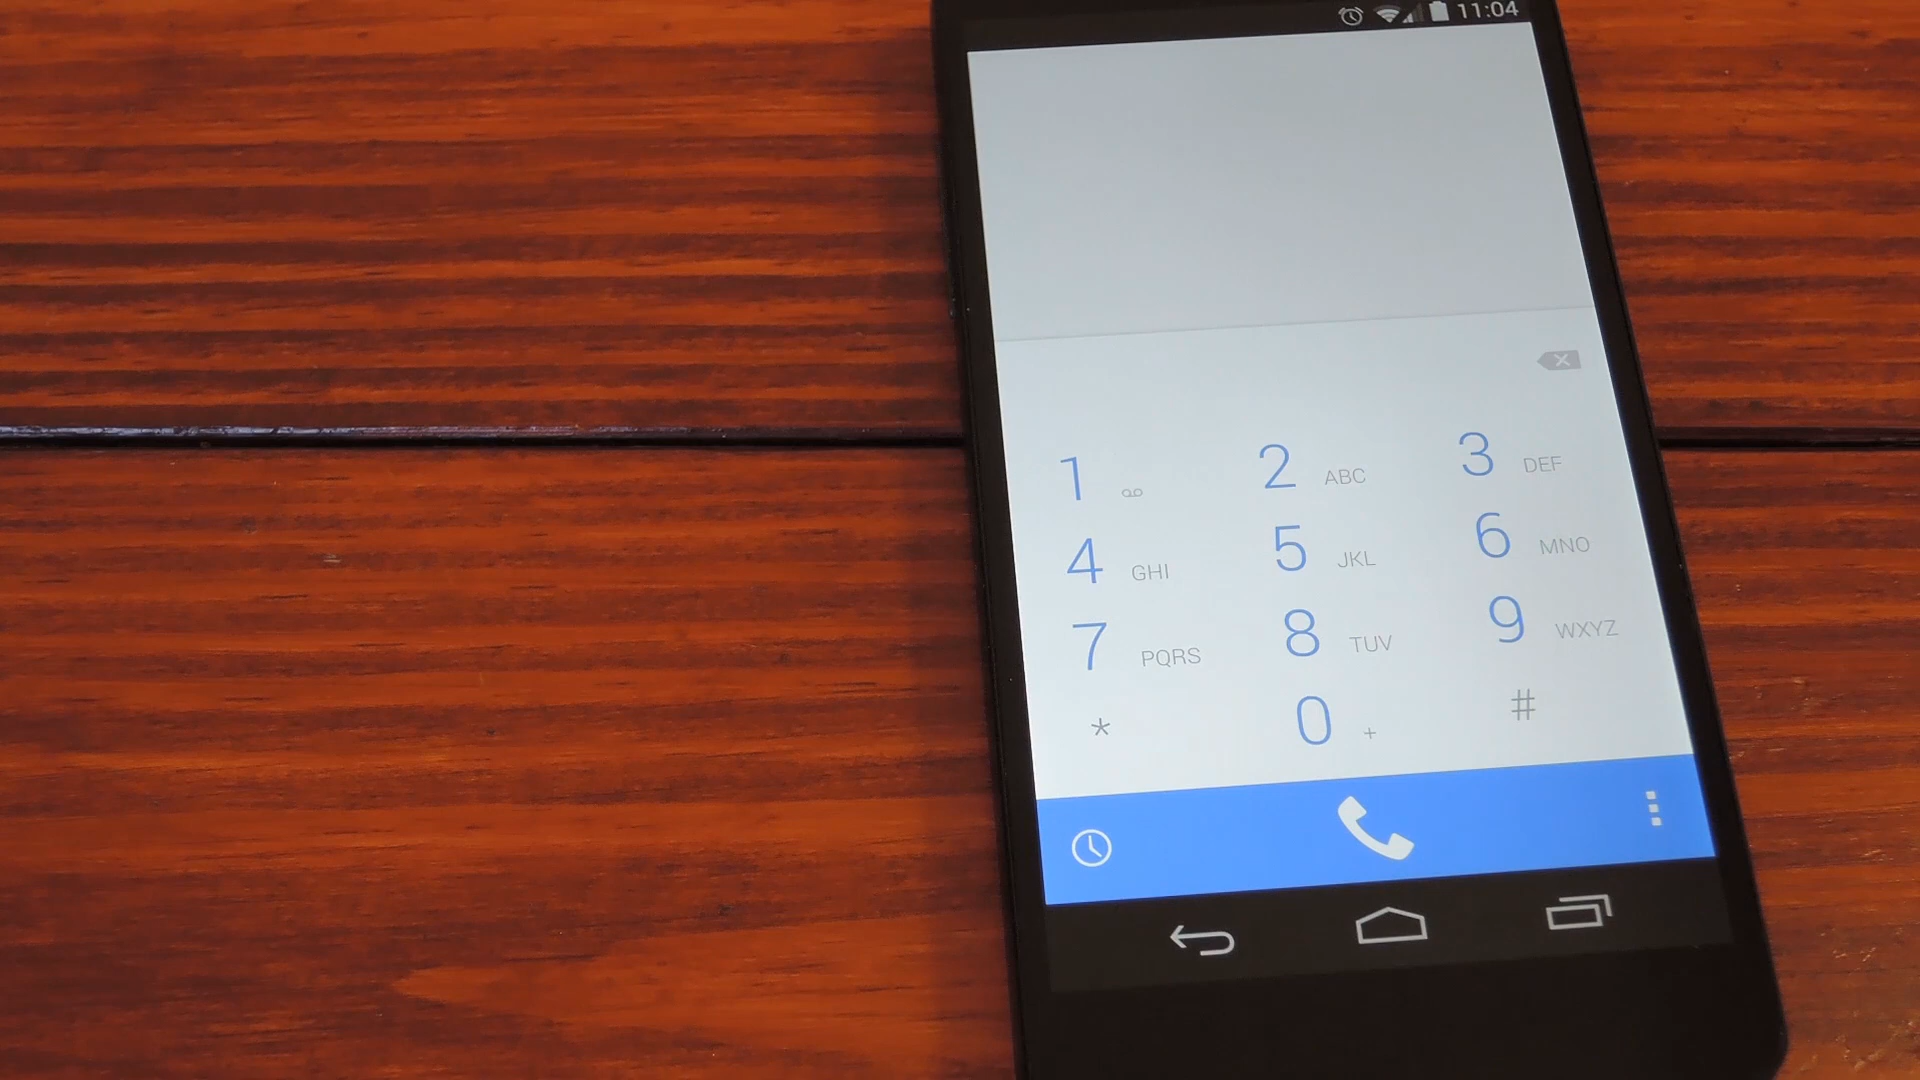 11:04
1
2 ABC
3 DEF
4 GHI
5 JKL
6 MNO
7 PQRS
8 TUV
9 WXYZ
*
0 +
#